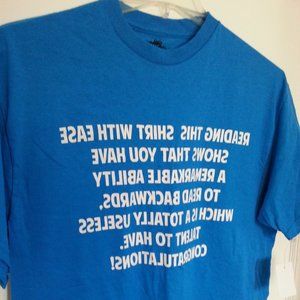 READING THIS SHIRT WITH EASE
SHOWS THAT YOU HAVE
A REMARKABLE ABILITY
TO READ BACKWARDS,
WHICH IS A TOTALLY USELESS
TALENT TO HAVE.
CONGRATULATIONS!